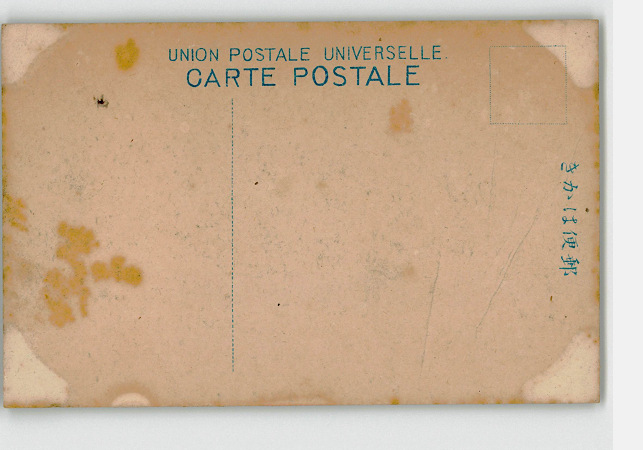 UNION POSTALE UNIVERSELLE.
CARTE POSTALE
きかは便郵